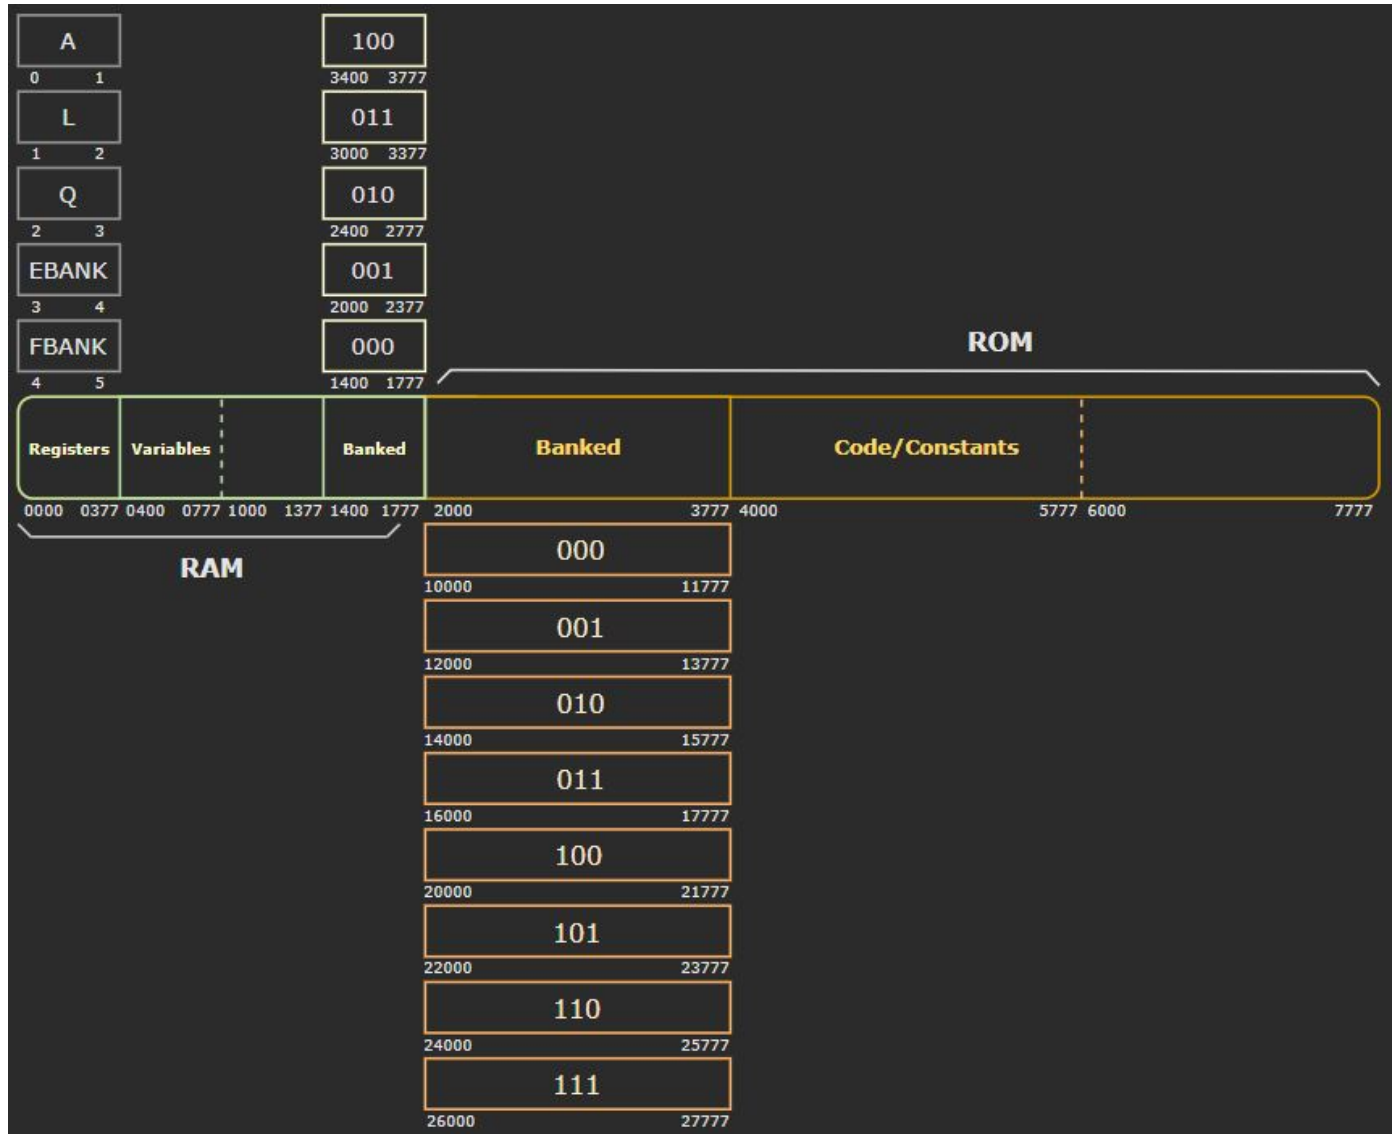 A 100
0 1 3400 3777
L 011
1 2 3000 3377
Q 010
2 3 2400 2777
EBANK 001
3 4 2000 2377
FBANK 000 ROM
4 5 1400 1777
Registers Variables Banked Banked Code/Constants
0000 0377 0400 0777 1000 1377 1400 1777 2000 3777 4000 5777 6000 7777
RAM 000
10000 11777
001
12000 13777
010
14000 15777
011
16000 17777
100
20000 21777
101
22000 23777
110
24000 25777
111
26000 27777